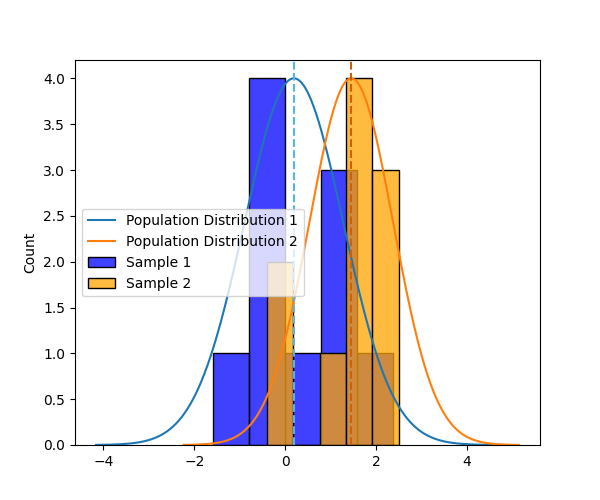 4.0
3.5
3.0
2.5
2.0
1.5
1.0
0.5
0.0
Count
Population Distribution 1
Population Distribution 2
Sample 1
Sample 2
−4
−2
0
2
4